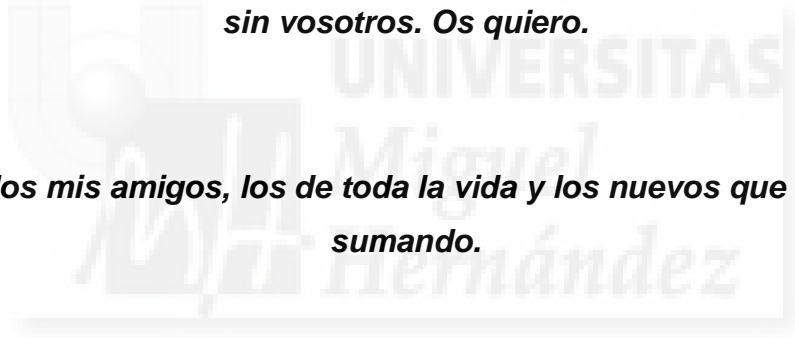 sin vosotros. Os quiero.
UNIVERSITAS
Miguel
los mis amigos, los de toda la vida y los nuevos que
sumando.
Hernández